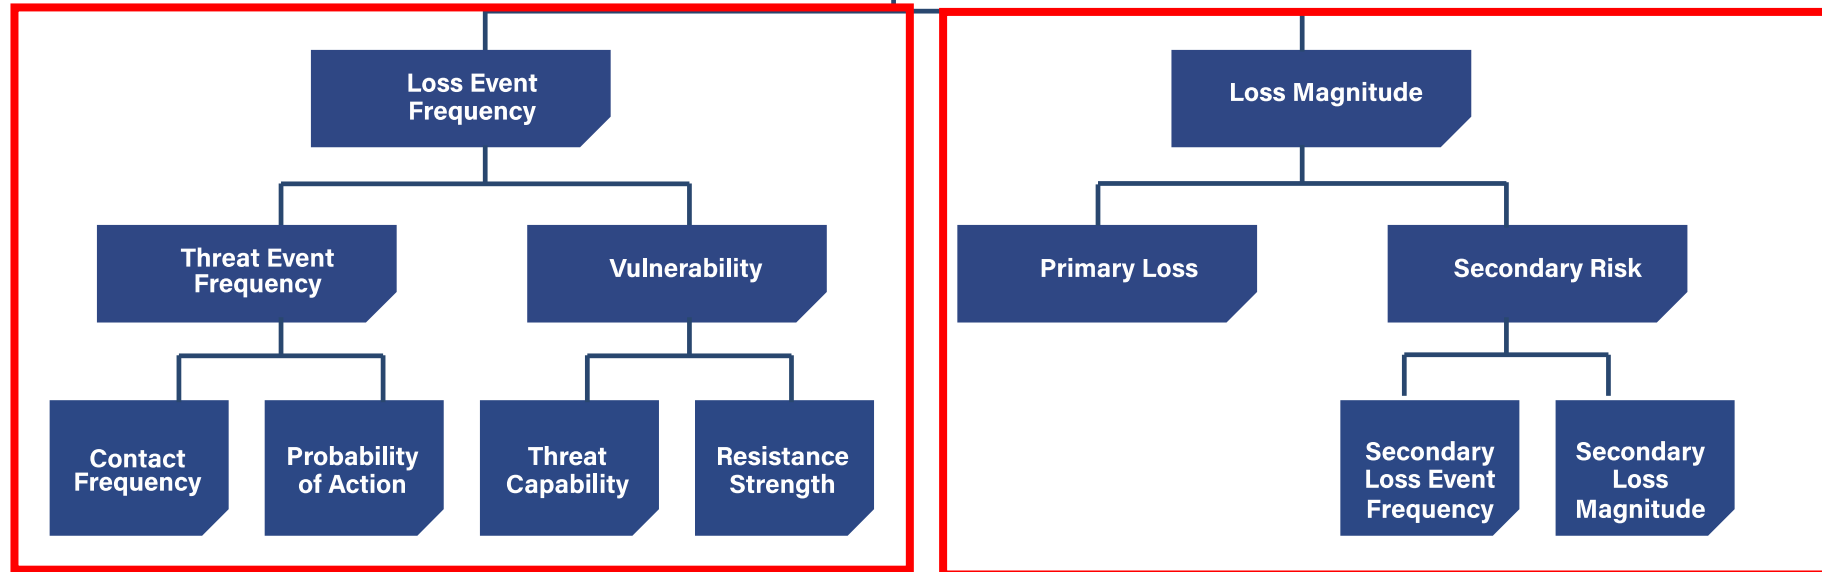 Loss Event
Frequency
Loss Magnitude
Threat Event
Frequency
Vulnerability
Primary Loss
Secondary Risk
Contact
Frequency
Probability
of Action
Threat
Capability
Resistance
Strength
Secondary
Loss Event
Frequency
Secondary
Loss
Magnitude